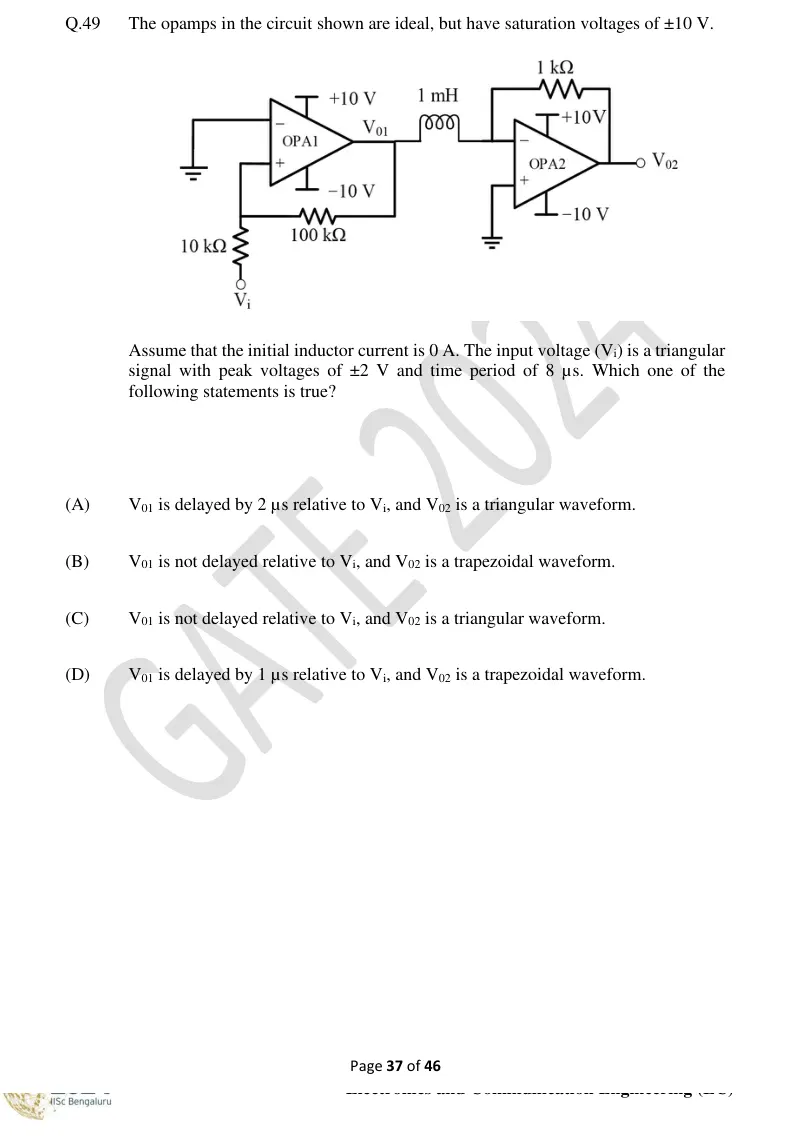 Q.49 The opamps in the circuit shown are ideal, but have saturation voltages of ±10 V.
1 kΩ
+10 V
1 mH
+10V
−
V₀₁
OPA1
−
+
OPA2
V₀₂
+
−10 V
−10 V
100 kΩ
10 kΩ
Vᵢ
Assume that the initial inductor current is 0 A. The input voltage (Vᵢ) is a triangular
signal with peak voltages of ±2 V and time period of 8 µs. Which one of the
following statements is true?
(A) V₀₁ is delayed by 2 µs relative to Vᵢ, and V₀₂ is a triangular waveform.
(B) V₀₁ is not delayed relative to Vᵢ, and V₀₂ is a trapezoidal waveform.
(C) V₀₁ is not delayed relative to Vᵢ, and V₀₂ is a triangular waveform.
(D) V₀₁ is delayed by 1 µs relative to Vᵢ, and V₀₂ is a trapezoidal waveform.
GATE 2024
Page 37 of 46
IISc Bengaluru